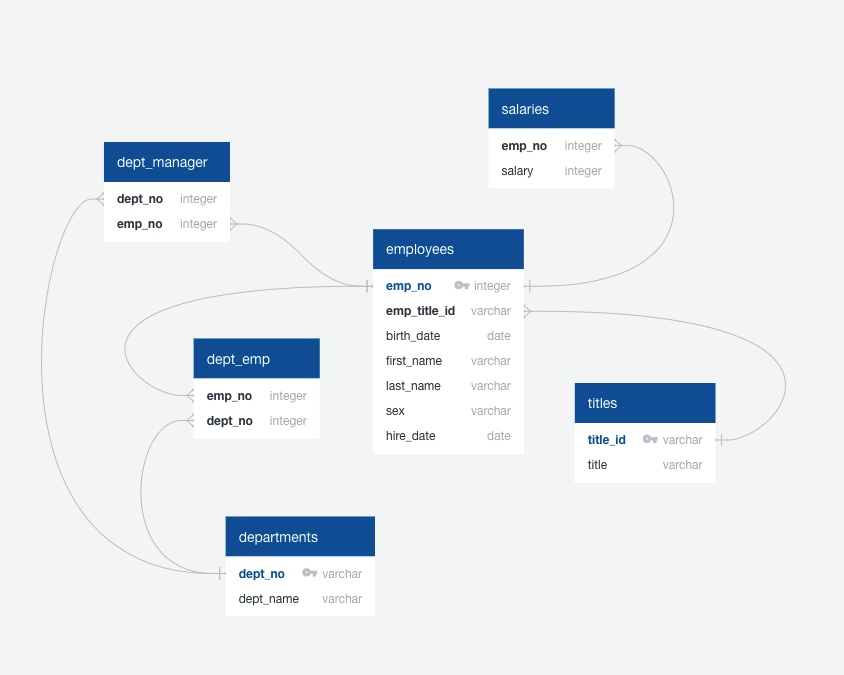 salaries
emp_no integer
salary integer
dept_manager
dept_no integer
emp_no integer
employees
emp_no integer
emp_title_id varchar
birth_date date
first_name varchar
last_name varchar
sex varchar
hire_date date
dept_emp
emp_no integer
dept_no integer
titles
title_id varchar
title varchar
departments
dept_no varchar
dept_name varchar